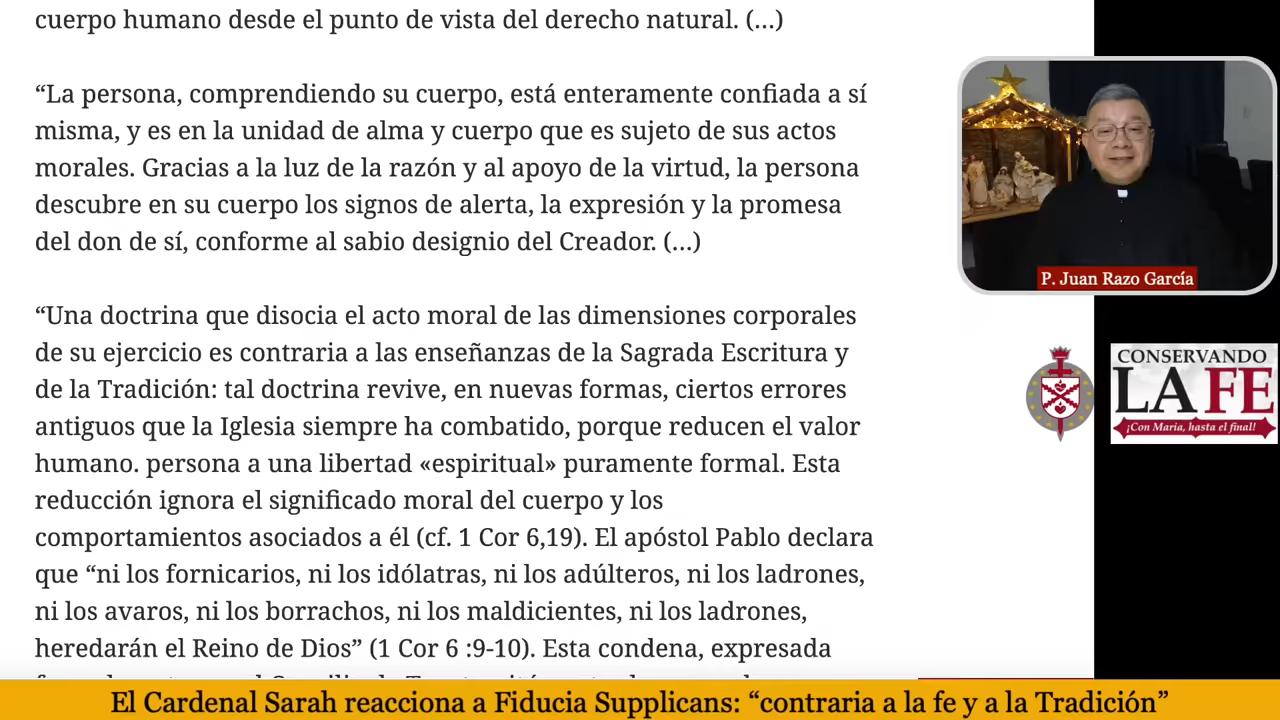 cuerpo humano desde el punto de vista del derecho natural. (…)
“La persona, comprendiendo su cuerpo, está enteramente confiada a sí
misma, y es en la unidad de alma y cuerpo que es sujeto de sus actos
morales. Gracias a la luz de la razón y al apoyo de la virtud, la persona
descubre en su cuerpo los signos de alerta, la expresión y la promesa
del don de sí, conforme al sabio designio del Creador. (…)
“Una doctrina que disocia el acto moral de las dimensiones corporales
de su ejercicio es contraria a las enseñanzas de la Sagrada Escritura y
de la Tradición: tal doctrina revive, en nuevas formas, ciertos errores
antiguos que la Iglesia siempre ha combatido, porque reducen el valor
humano. persona a una libertad «espiritual» puramente formal. Esta
reducción ignora el significado moral del cuerpo y los
comportamientos asociados a él (cf. 1 Cor 6,19). El apóstol Pablo declara
que “ni los fornicarios, ni los idólatras, ni los adúlteros, ni los ladrones,
ni los avaros, ni los borrachos, ni los maldicientes, ni los ladrones,
heredarán el Reino de Dios” (1 Cor 6 :9-10). Esta condena, expresada
P. Juan Razo García
CONSERVANDO
LA FE
¡Con María, hasta el final!
El Cardenal Sarah reacciona a Fiducia Supplicans: “contraria a la fe y a la Tradición”